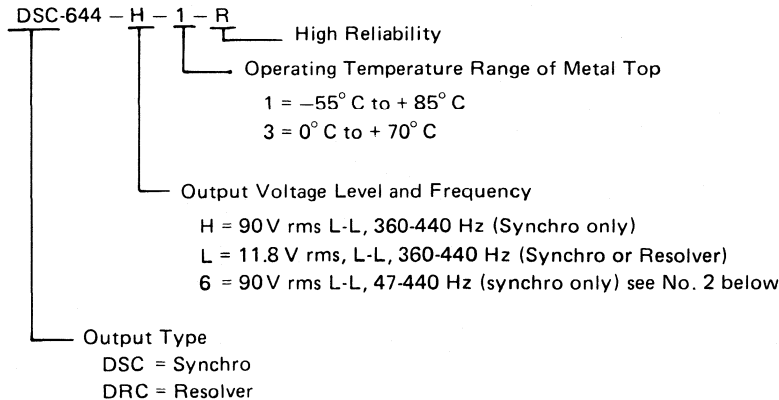 DSC-644 – H – 1 – R
High Reliability
Operating Temperature Range of Metal Top
1 = –55° C to + 85° C
3 = 0° C to + 70° C
Output Voltage Level and Frequency
H = 90V rms L-L, 360-440 Hz (Synchro only)
L = 11.8 V rms, L-L, 360-440 Hz (Synchro or Resolver)
6 = 90V rms L-L, 47-440 Hz (synchro only) see No. 2 below
Output Type
DSC = Synchro
DRC = Resolver